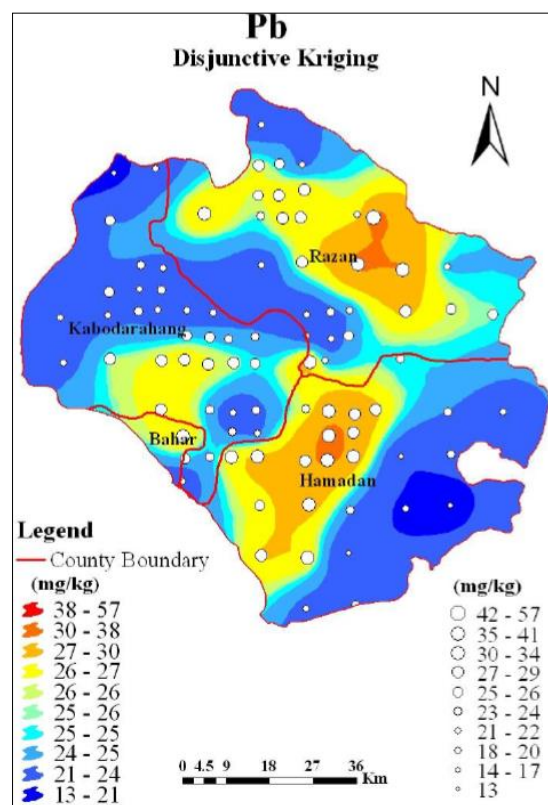 Pb
Disjunctive Kriging
N
Razan
Kabodarahang
Bahar
Hamadan
Legend
County Boundary
(mg/kg)
38 - 57
30 - 38
27 - 30
26 - 27
26 - 26
25 - 26
24 - 25
21 - 24
13 - 21
(mg/kg)
42 - 57
35 - 41
30 - 34
27 - 29
25 - 26
23 - 24
21 - 22
18 - 20
14 - 17
13
0 4.5 9 18 27 36
Km